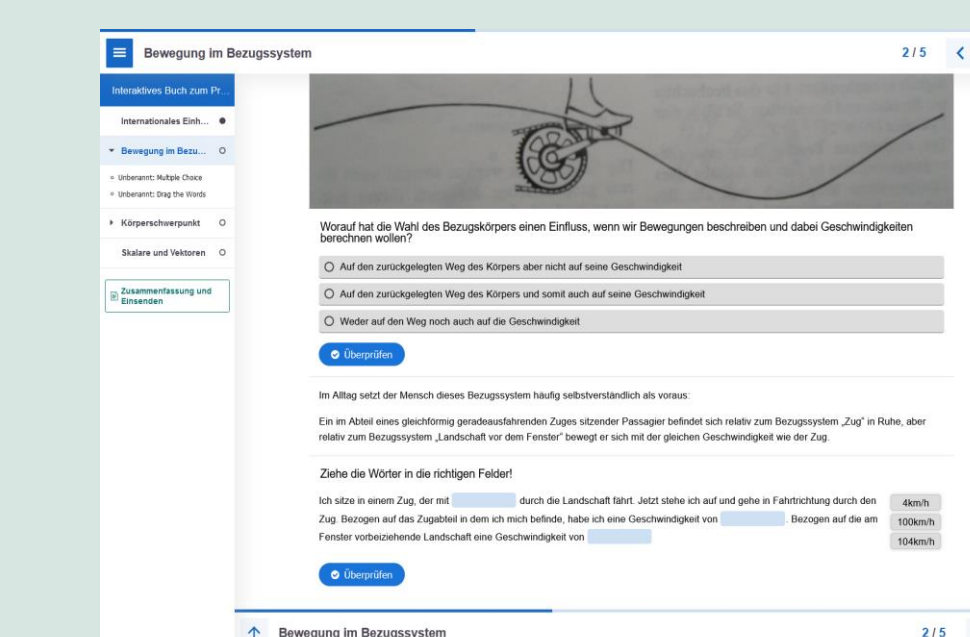 Bewegung im Bezugssystem
2 / 5
Interaktives Buch zum Pr...
Internationales Einh...
Bewegung im Bezu...
Unbenannt: Multiple Choice
Unbenannt: Drag the Words
Körperschwerpunkt
Skalare und Vektoren
Zusammenfassung und
Einsenden
Worauf hat die Wahl des Bezugskörpers einen Einfluss, wenn wir Bewegungen beschreiben und dabei Geschwindigkeiten
berechnen wollen?
Auf den zurückgelegten Weg des Körpers aber nicht auf seine Geschwindigkeit
Auf den zurückgelegten Weg des Körpers und somit auch auf seine Geschwindigkeit
Weder auf den Weg noch auch auf die Geschwindigkeit
Überprüfen
Im Alltag setzt der Mensch dieses Bezugssystem häufig selbstverständlich als voraus:
Ein im Abteil eines gleichförmig geradeausfahrenden Zuges sitzender Passagier befindet sich relativ zum Bezugssystem „Zug" in Ruhe, aber
relativ zum Bezugssystem „Landschaft vor dem Fenster" bewegt er sich mit der gleichen Geschwindigkeit wie der Zug.
Ziehe die Wörter in die richtigen Felder!
Ich sitze in einem Zug, der mit durch die Landschaft fährt. Jetzt stehe ich auf und gehe in Fahrtrichtung durch den
Zug. Bezogen auf das Zugabteil in dem ich mich befinde, habe ich eine Geschwindigkeit von . Bezogen auf die am
Fenster vorbeiziehende Landschaft eine Geschwindigkeit von
4km/h
100km/h
104km/h
Überprüfen
Bewegung im Bezugssystem
2 / 5